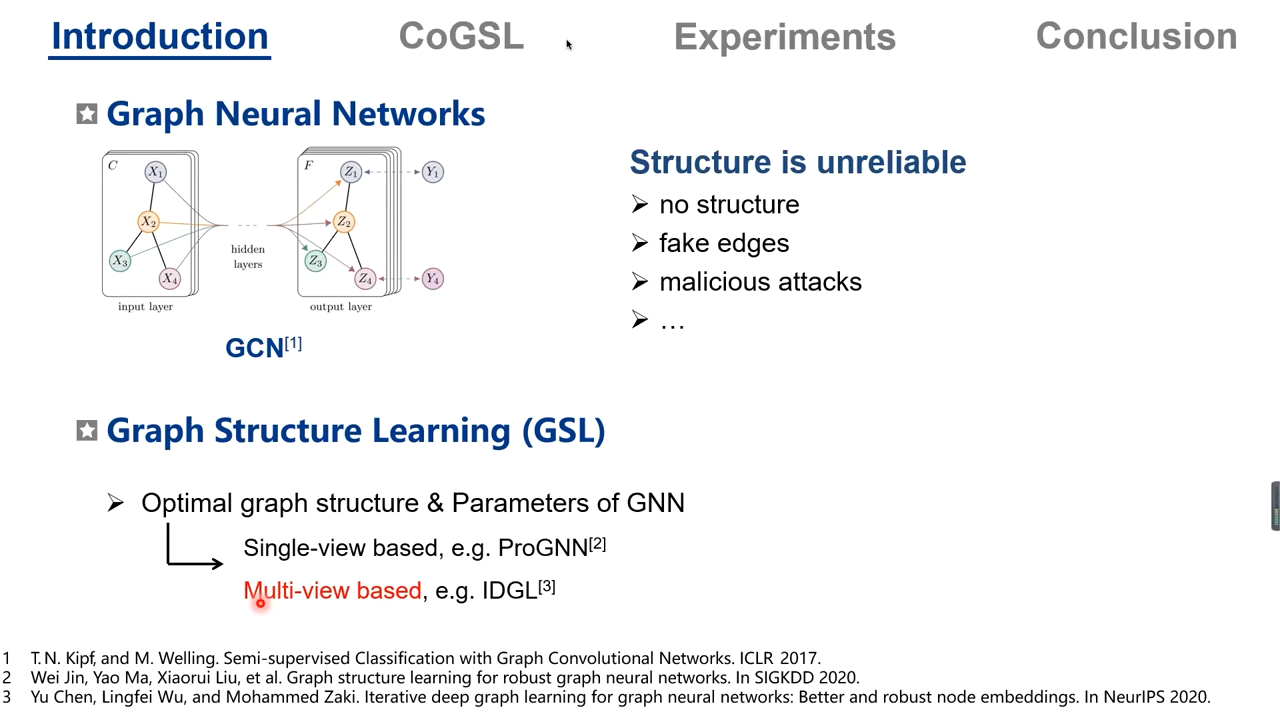 Introduction CoGSL Experiments Conclusion
Graph Neural Networks
C X₁ X₂ X₃ X₄
input layer
hidden
layers
F Z₁ Z₂ Z₃ Z₄
output layer
Y₁
Y₄
GCN[1]
Structure is unreliable
➢ no structure
➢ fake edges
➢ malicious attacks
➢ …
Graph Structure Learning (GSL)
➢ Optimal graph structure & Parameters of GNN
Single-view based, e.g. ProGNN[2]
Multi-view based, e.g. IDGL[3]
1 T. N. Kipf, and M. Welling. Semi-supervised Classification with Graph Convolutional Networks. ICLR 2017.
2 Wei Jin, Yao Ma, Xiaorui Liu, et al. Graph structure learning for robust graph neural networks. In SIGKDD 2020.
3 Yu Chen, Lingfei Wu, and Mohammed Zaki. Iterative deep graph learning for graph neural networks: Better and robust node embeddings. In NeurIPS 2020.